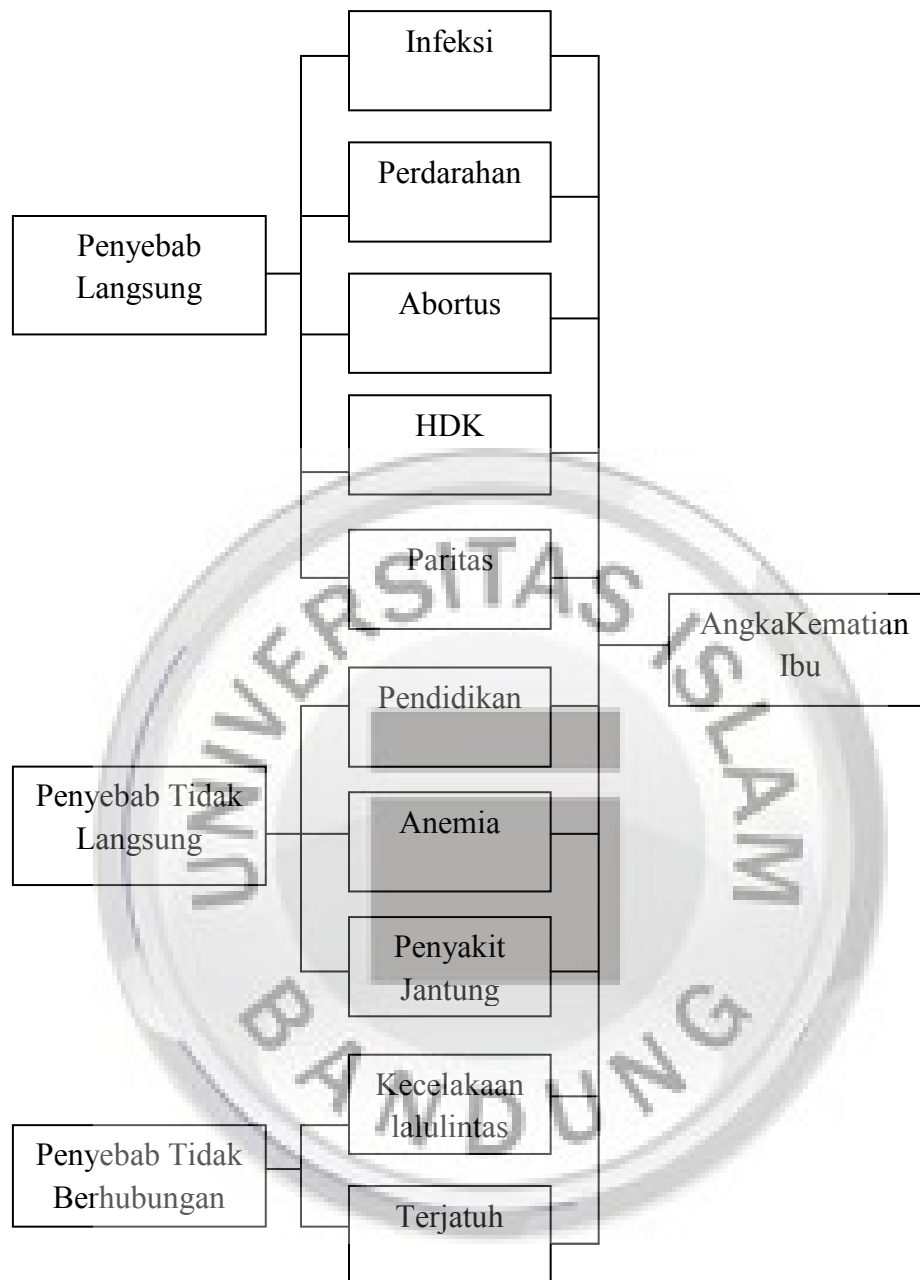 Infeksi
Perdarahan
Penyebab
Langsung
Abortus
HDK
Paritas
AngkaKematian
Ibu
Pendidikan
Penyebab Tidak
Langsung
Anemia
Penyakit
Jantung
Kecelakaan
lalulintas
Penyebab Tidak
Berhubungan
Terjatuh
UNIVERSITAS ISLAM
BANDUNG